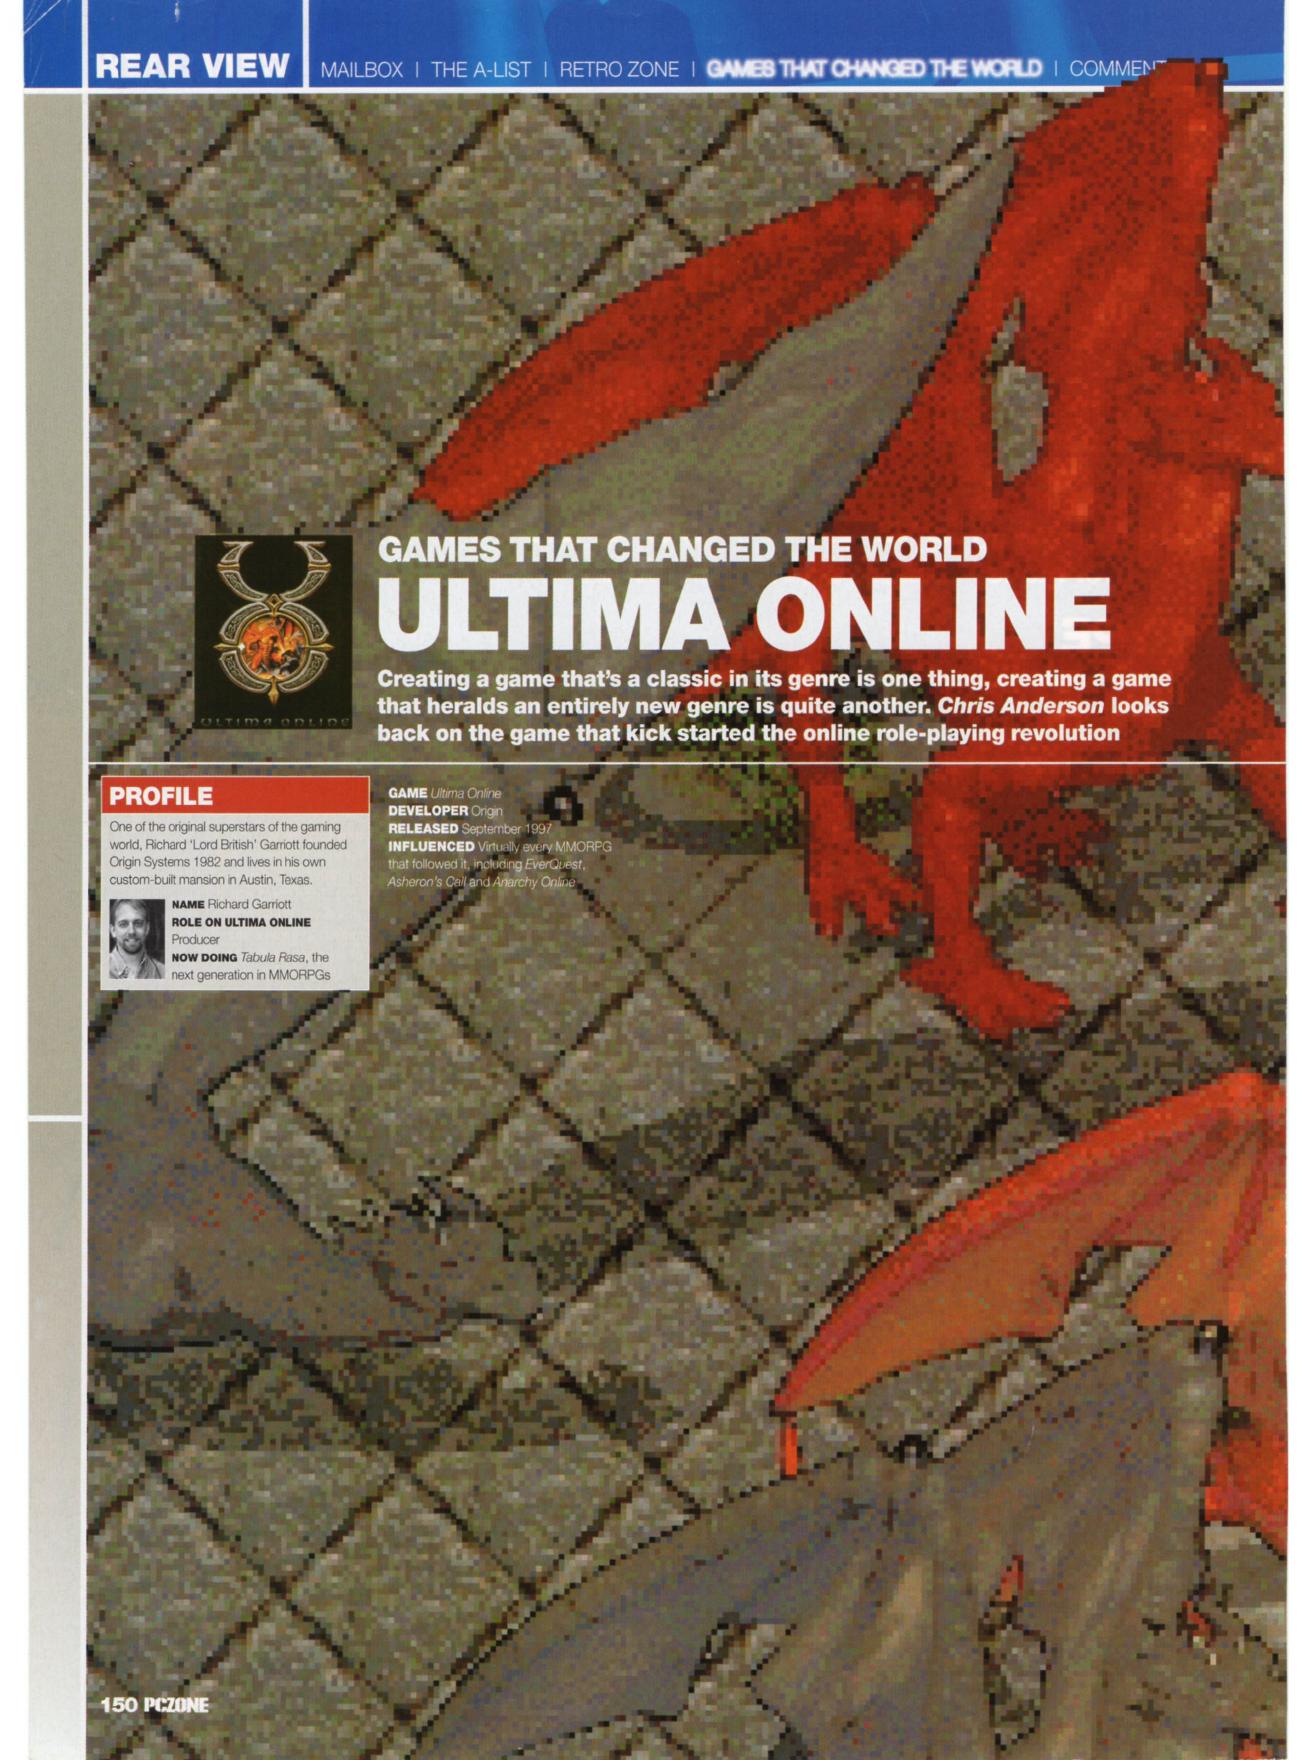 REAR VIEW
MAILBOX | THE A-LIST | RETRO ZONE | GAMES THAT CHANGED THE WORLD | COMMENT
GAMES THAT CHANGED THE WORLD
ULTIMA ONLINE
Creating a game that's a classic in its genre is one thing, creating a game
that heralds an entirely new genre is quite another. Chris Anderson looks
back on the game that kick started the online role-playing revolution
ULTIMA ONLINE
PROFILE
One of the original superstars of the gaming
world, Richard 'Lord British' Garriott founded
Origin Systems 1982 and lives in his own
custom-built mansion in Austin, Texas.
NAME Richard Garriott
ROLE ON ULTIMA ONLINE
Producer
NOW DOING Tabula Rasa, the
next generation in MMORPGs
GAME Ultima Online
DEVELOPER Origin
RELEASED September 1997
INFLUENCED Virtually every MMORPG
that followed it, including EverQuest,
Asheron's Call and Anarchy Online
150 PCZONE